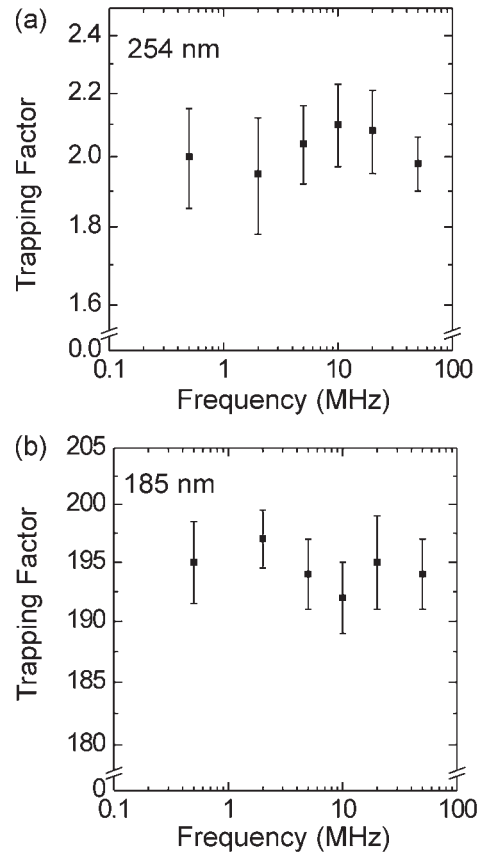 (a)
254 nm
Trapping Factor
2.4
2.2
2.0
1.8
1.6
0.0
0.1 1 10 100
Frequency (MHz)
(b)
185 nm
Trapping Factor
205
200
195
190
185
180
0
0.1 1 10 100
Frequency (MHz)